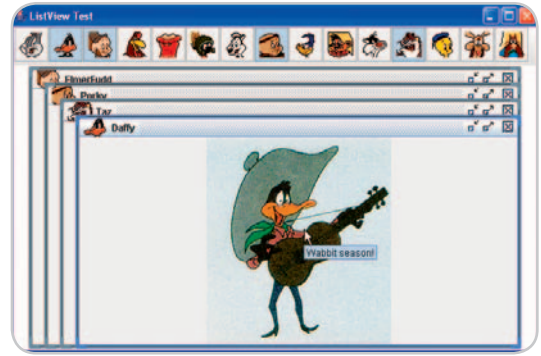 ListView Test
ElmerFudd
Porky
Taz
Daffy
Wabbit season!